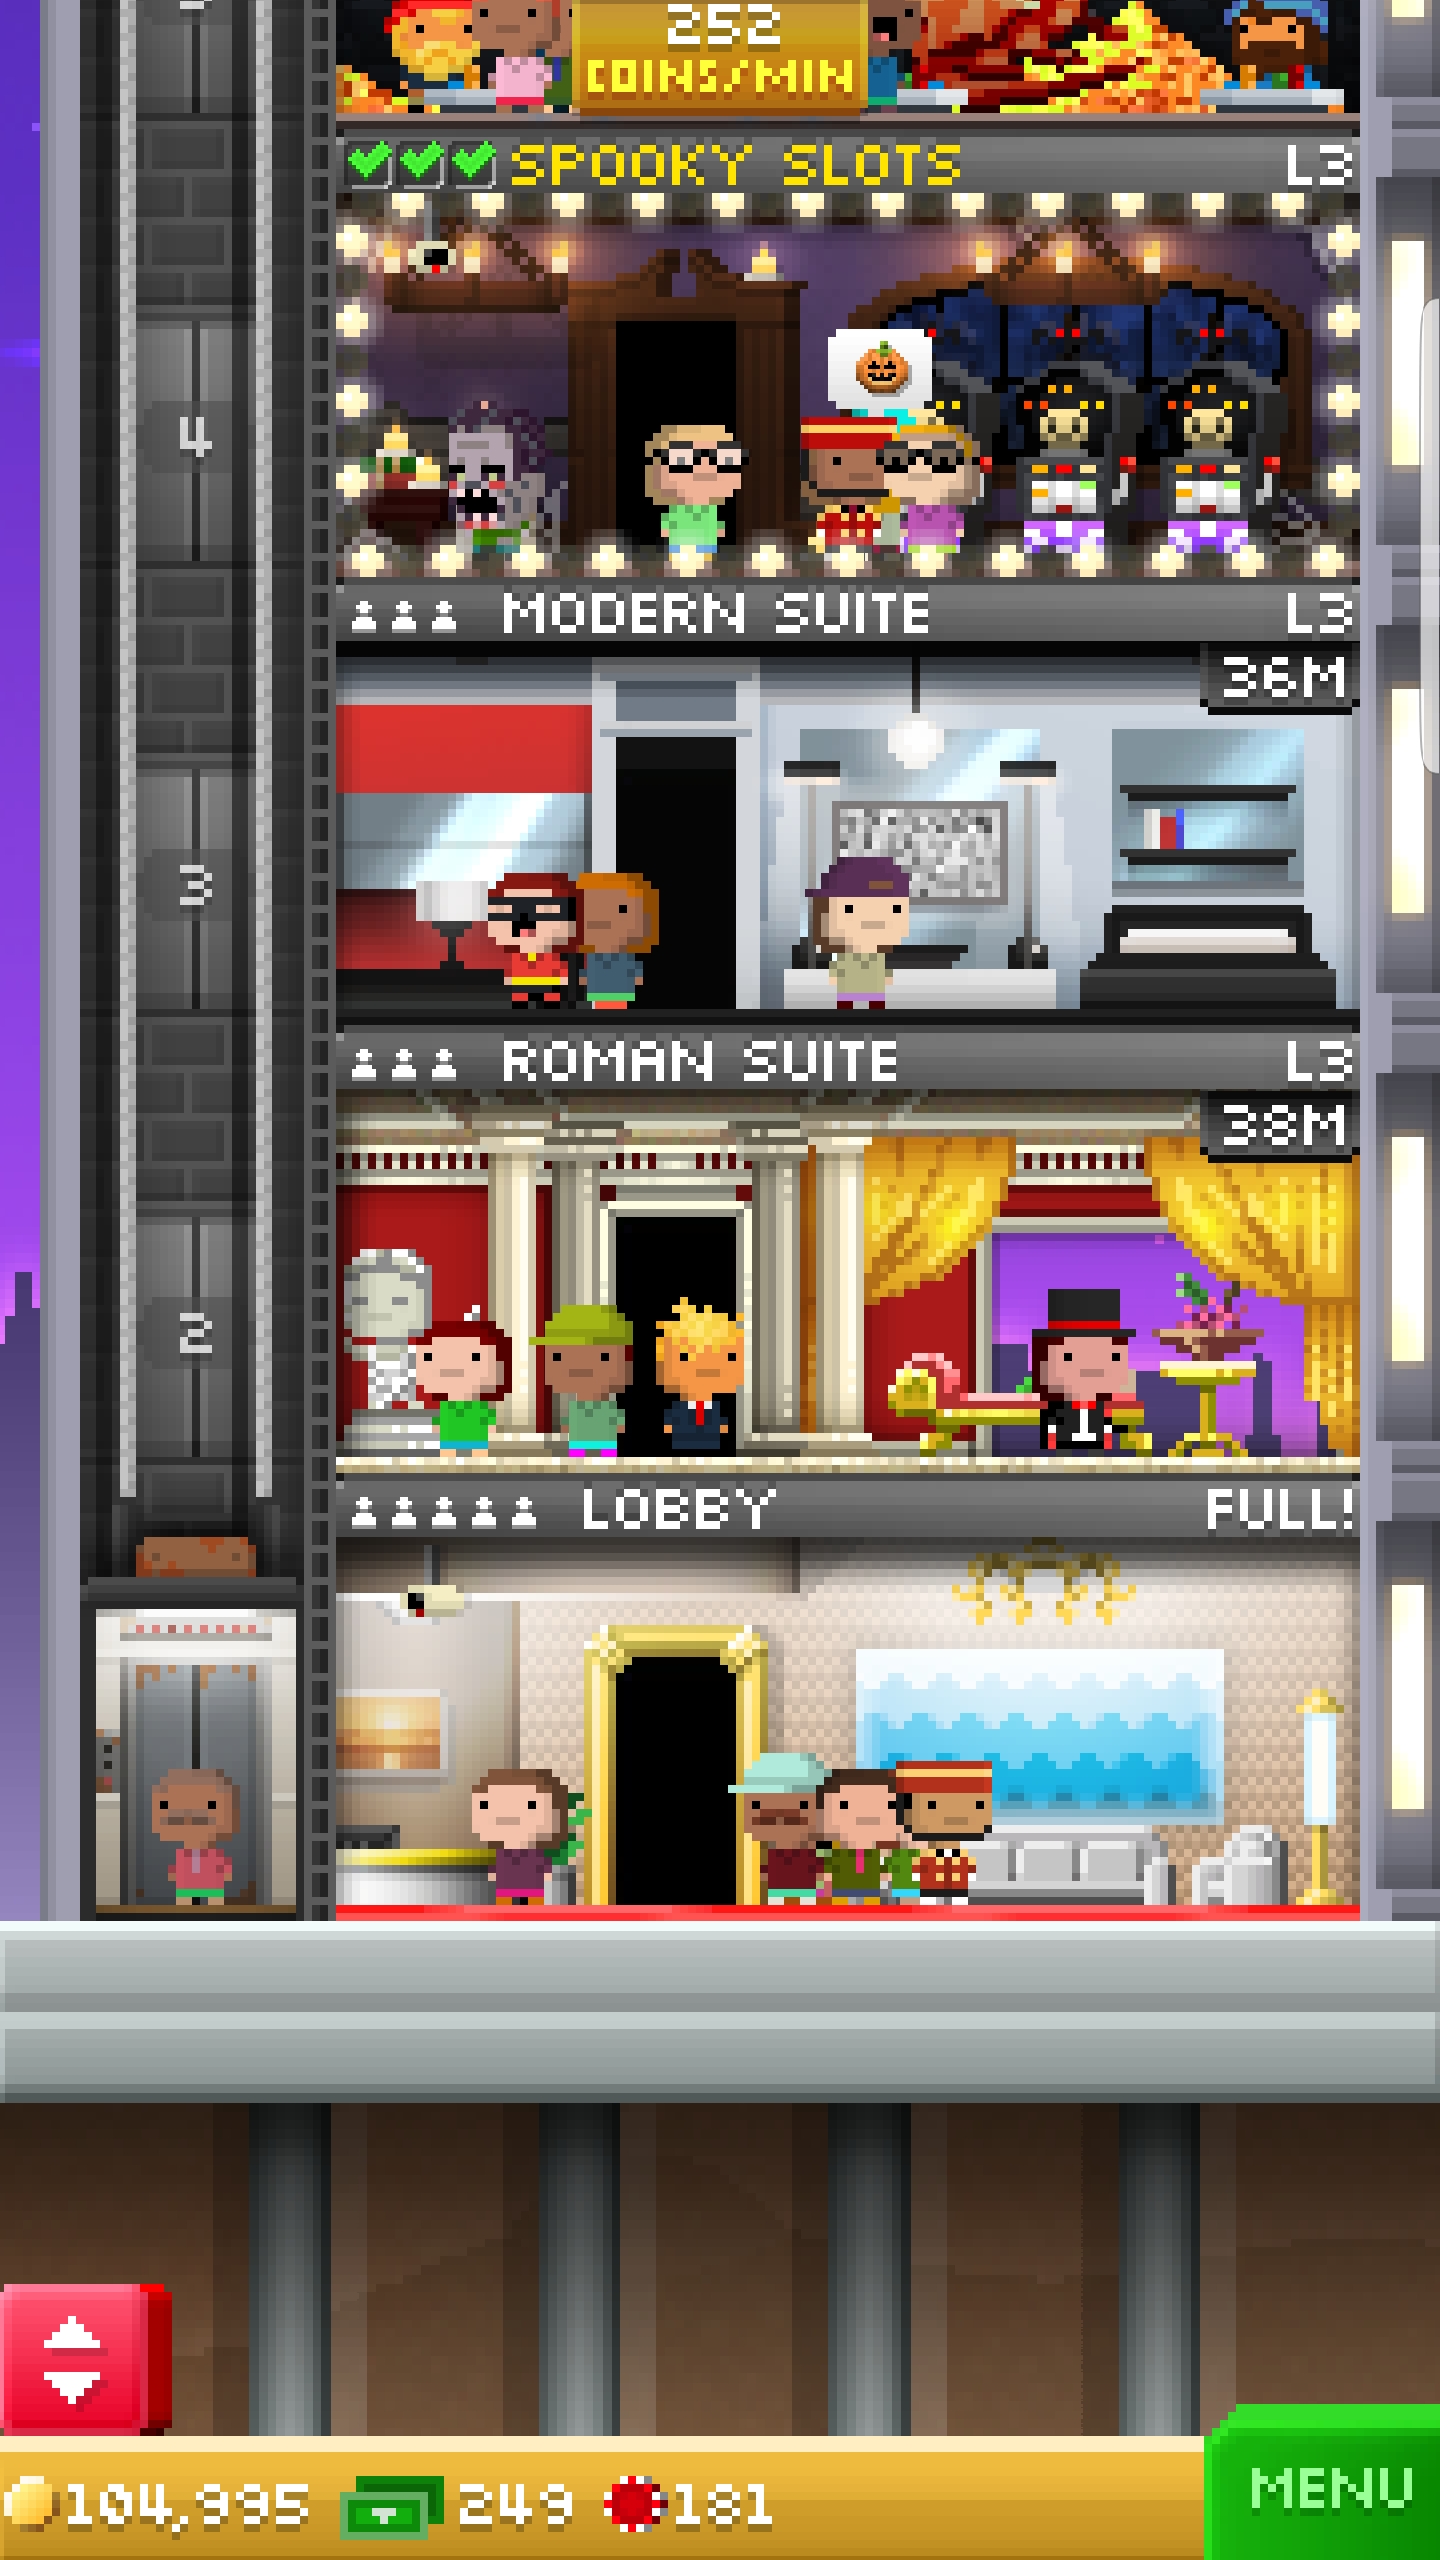 252
COINS/MIN
SPOOKY SLOTS L3
4
MODERN SUITE L3
36M
3
ROMAN SUITE L3
38M
2
LOBBY FULL!
104,995 249 181
MENU